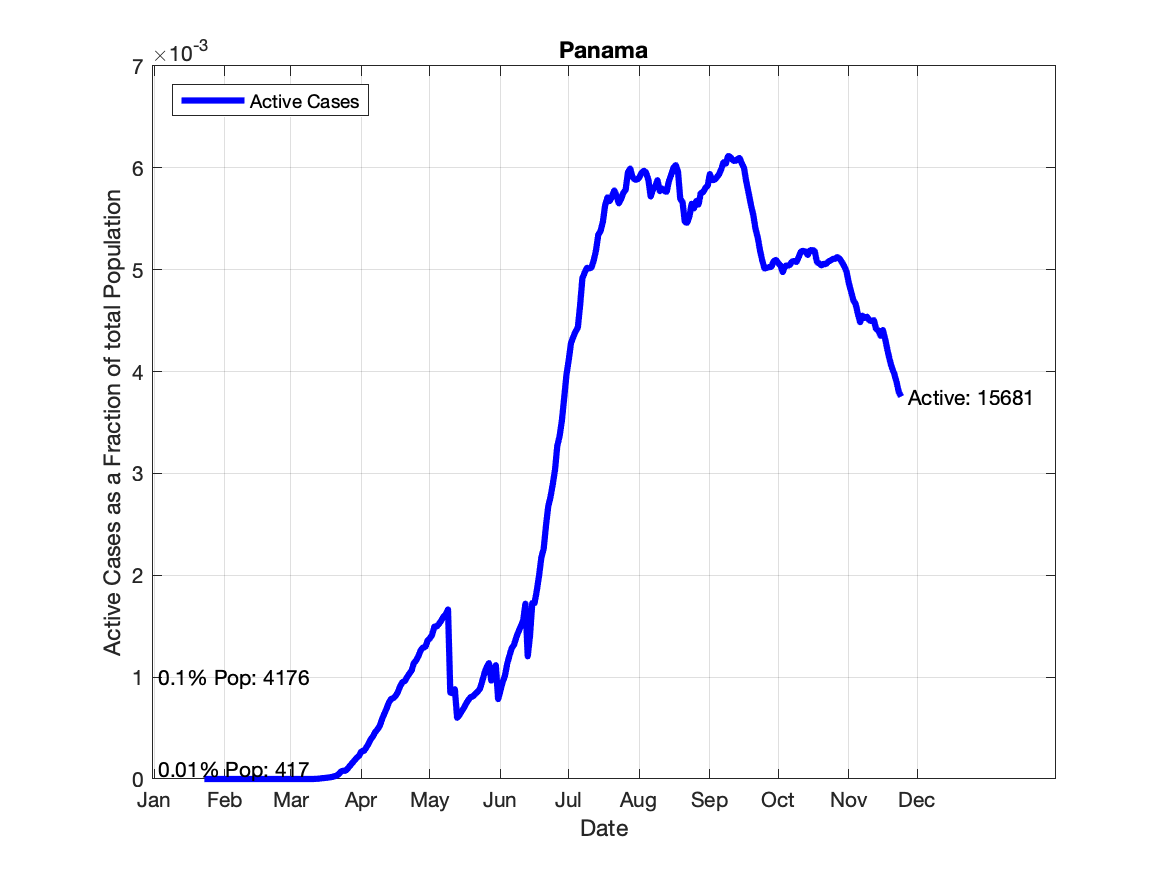 Panama
×10-3
7
6
5
4
3
2
1
0
Active Cases
Active Cases as a Fraction of total Population
Active: 15681
0.1% Pop: 4176
0.01% Pop: 417
Jan Feb Mar Apr May Jun Jul Aug Sep Oct Nov Dec
Date